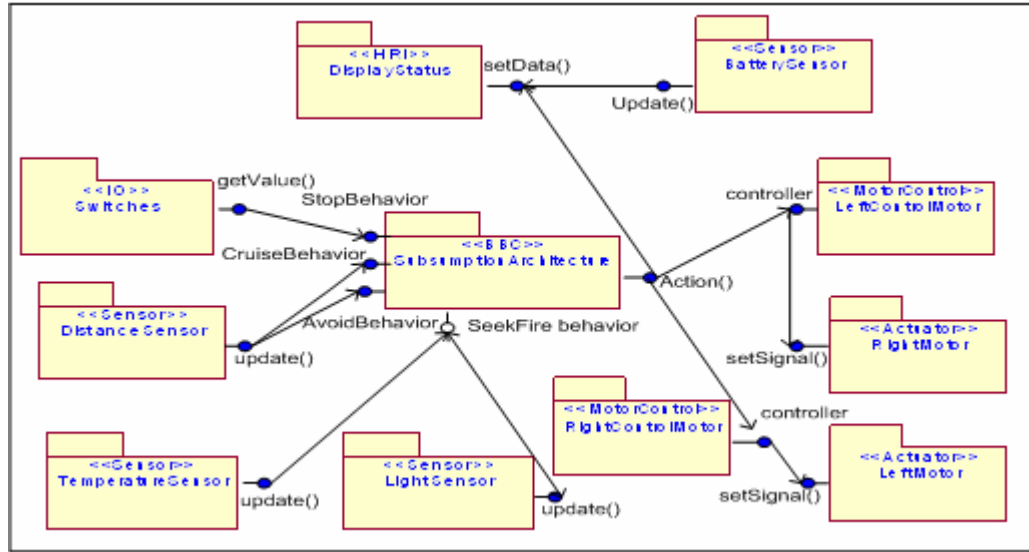 <<HRI>>
DisplayStatus
setData()
<<Sensor>>
BatterySensor
Update()
<<IO>>
Switches
getValue()
StopBehavior
CruiseBehavior
<<BBC>>
SubsumptionArchitecture
controller
<<MotorControl>>
LeftControlMotor
Action()
<<Sensor>>
DistanceSensor
update()
AvoidBehavior
SeekFire behavior
setSignal()
<<Actuator>>
RightMotor
<<MotorControl>>
RightControlMotor
controller
<<Sensor>>
TemperatureSensor
update()
<<Sensor>>
LightSensor
update()
setSignal()
<<Actuator>>
LeftMotor